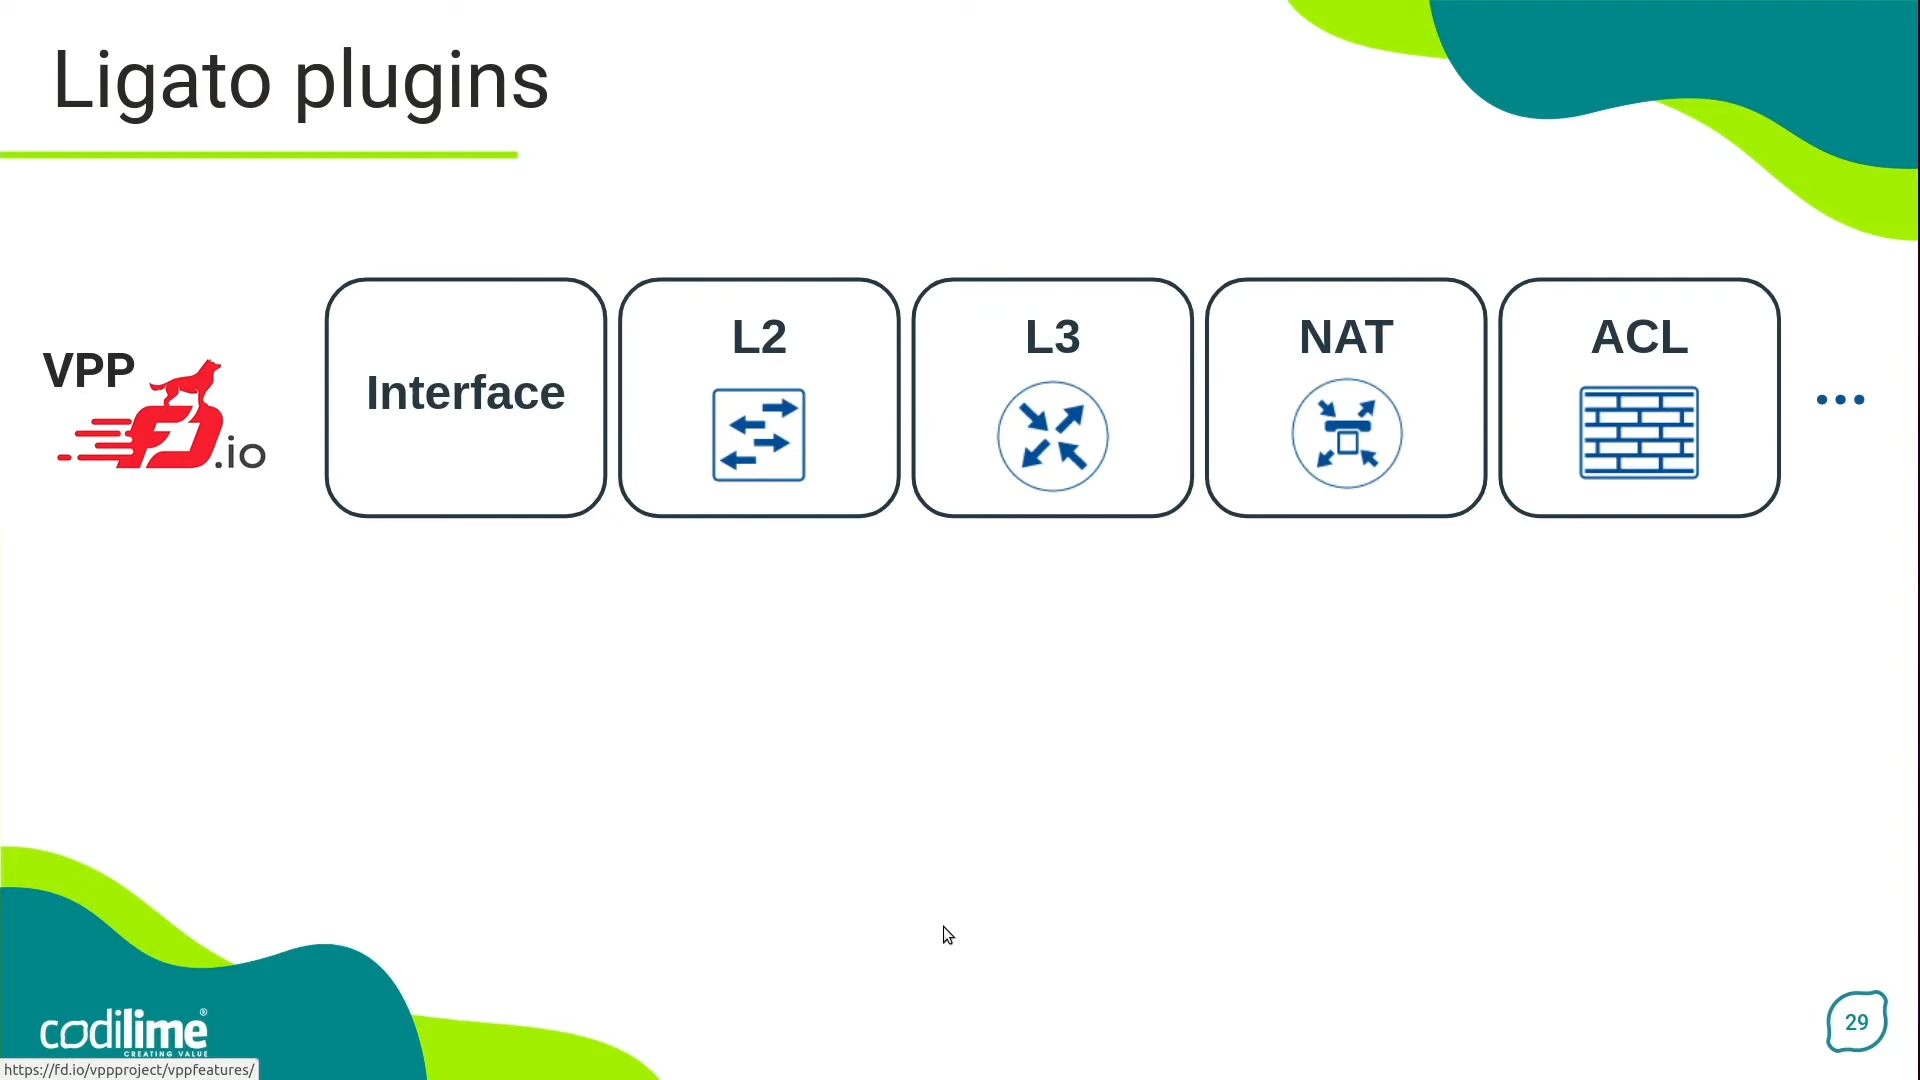 Ligato plugins
VPP
.io
Interface
L2
L3
NAT
ACL
...
codilime®
CREATING VALUE
29
https://fd.io/vppproject/vppfeatures/